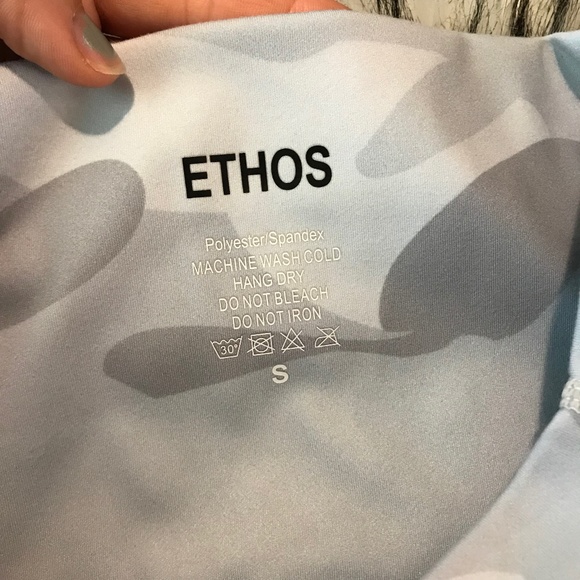 ETHOS
Polyester/Spandex
MACHINE WASH COLD
HANG DRY
DO NOT BLEACH
DO NOT IRON
30°
S